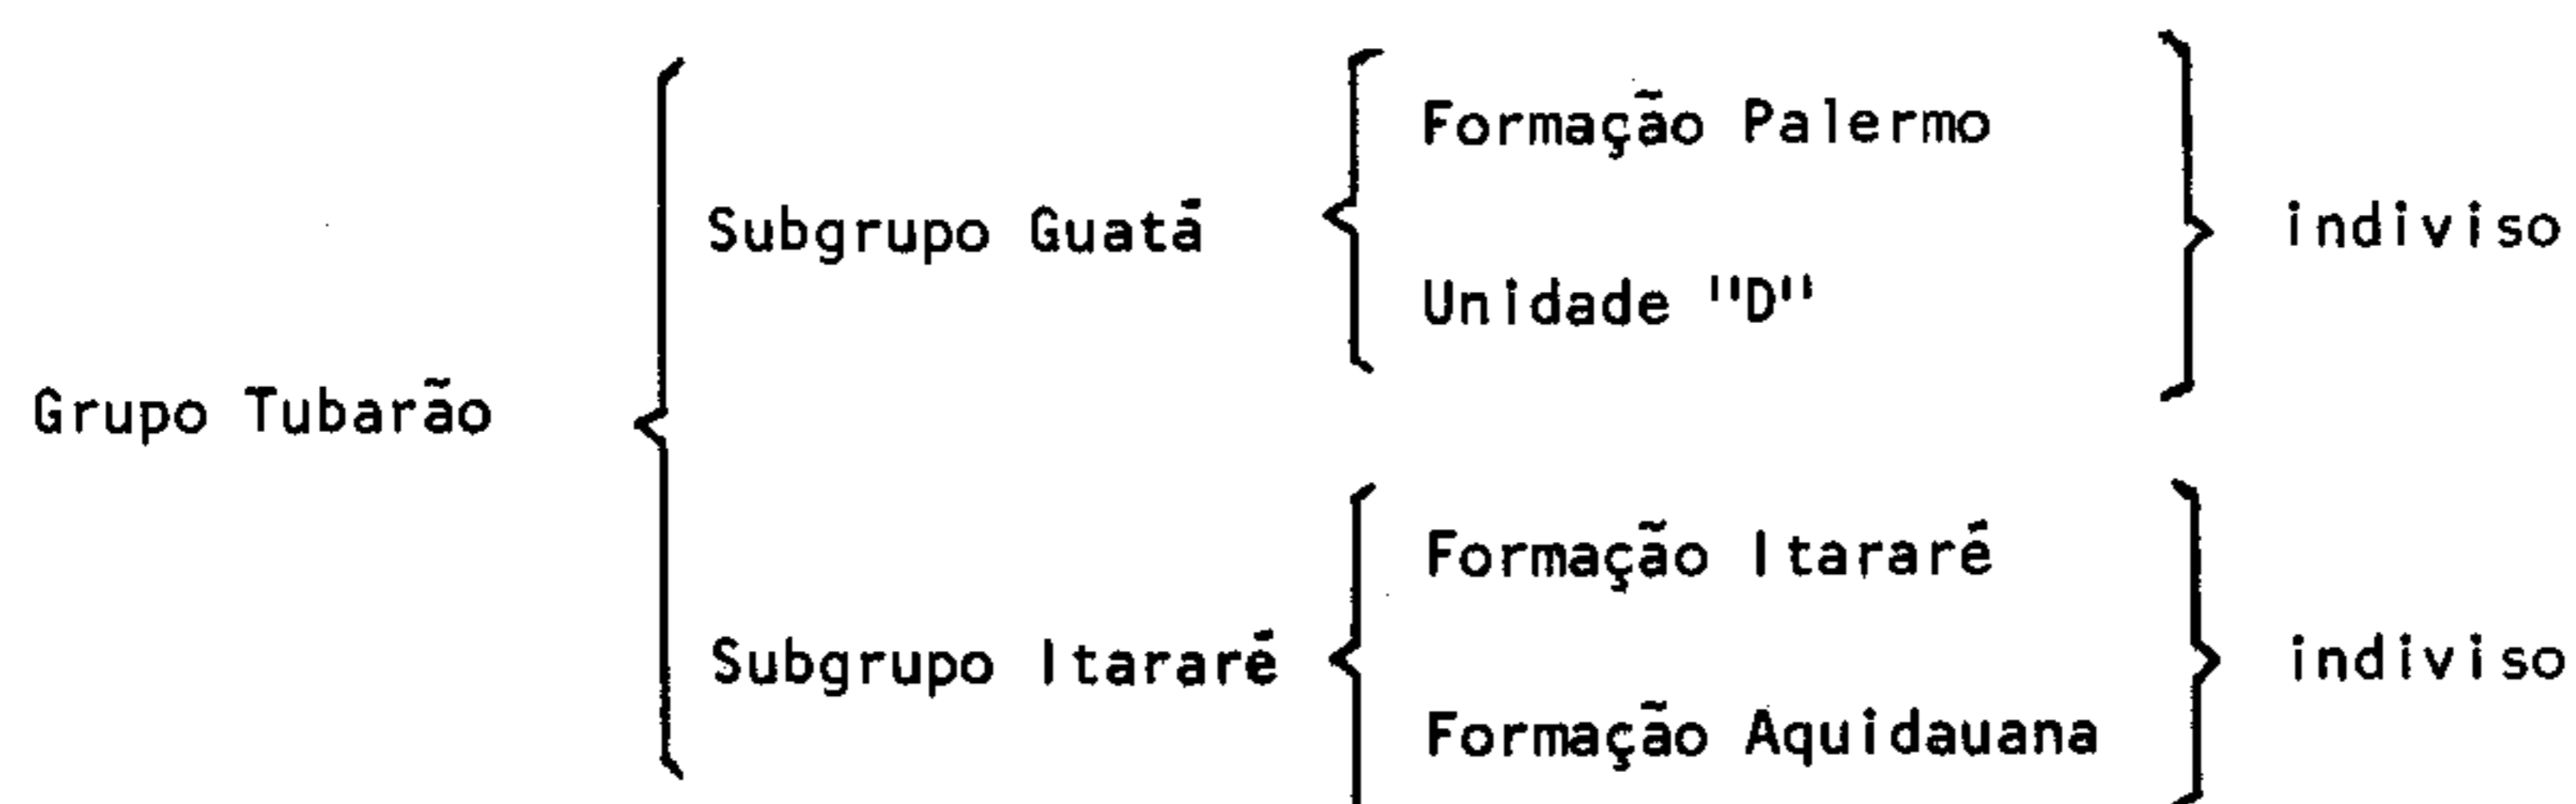 Formação Palermo
Subgrupo Guatá indiviso
Unidade "D"
Grupo Tubarão
Formação Itararé
Subgrupo Itararé indiviso
Formação Aquidauana